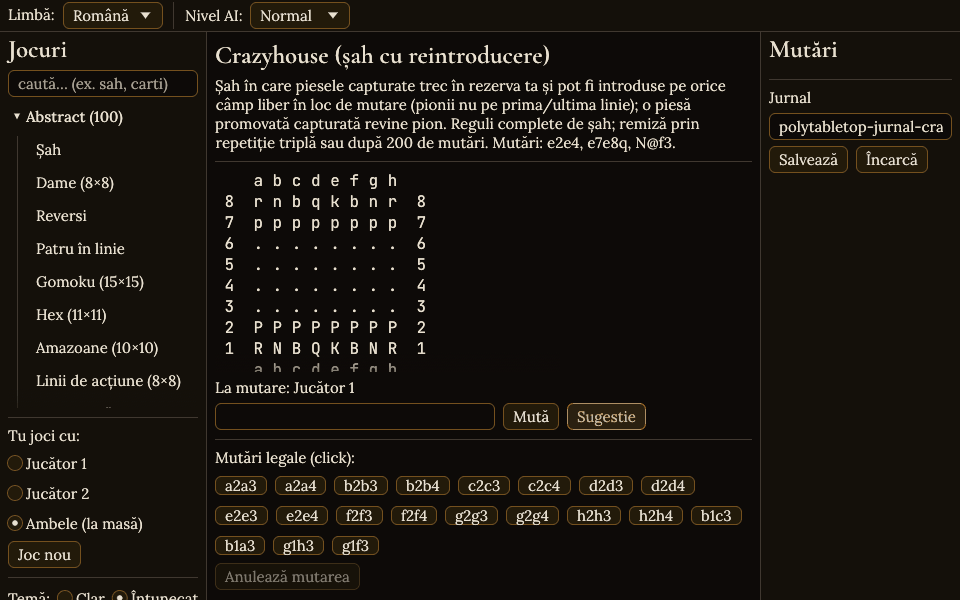 Limbă: Română ▼ Nivel AI: Normal ▼
Jocuri
caută... (ex. sah, carti)
▼ Abstract (100)
Șah
Dame (8×8)
Reversi
Patru în linie
Gomoku (15×15)
Hex (11×11)
Amazoane (10×10)
Linii de acțiune (8×8)
Tu joci cu:
Jucător 1
Jucător 2
Ambele (la masă)
Joc nou
Temă: Clar Întunecat
Crazyhouse (șah cu reintroducere)
Șah în care piesele capturate trec în rezerva ta și pot fi introduse pe orice
câmp liber în loc de mutare (pionii nu pe prima/ultima linie); o piesă
promovată capturată revine pion. Reguli complete de șah; remiză prin
repetiție triplă sau după 200 de mutări. Mutări: e2e4, e7e8q, N@f3.
a b c d e f g h
8 r n b q k b n r 8
7 p p p p p p p p 7
6 . . . . . . . . 6
5 . . . . . . . . 5
4 . . . . . . . . 4
3 . . . . . . . . 3
2 P P P P P P P P 2
1 R N B Q K B N R 1
a b c d e f g h
La mutare: Jucător 1
Mută Sugestie
Mutări legale (click):
a2a3 a2a4 b2b3 b2b4 c2c3 c2c4 d2d3 d2d4
e2e3 e2e4 f2f3 f2f4 g2g3 g2g4 h2h3 h2h4 b1c3
b1a3 g1h3 g1f3
Anulează mutarea
Mutări
Jurnal
polytabletop-jurnal-cra
Salvează Încarcă